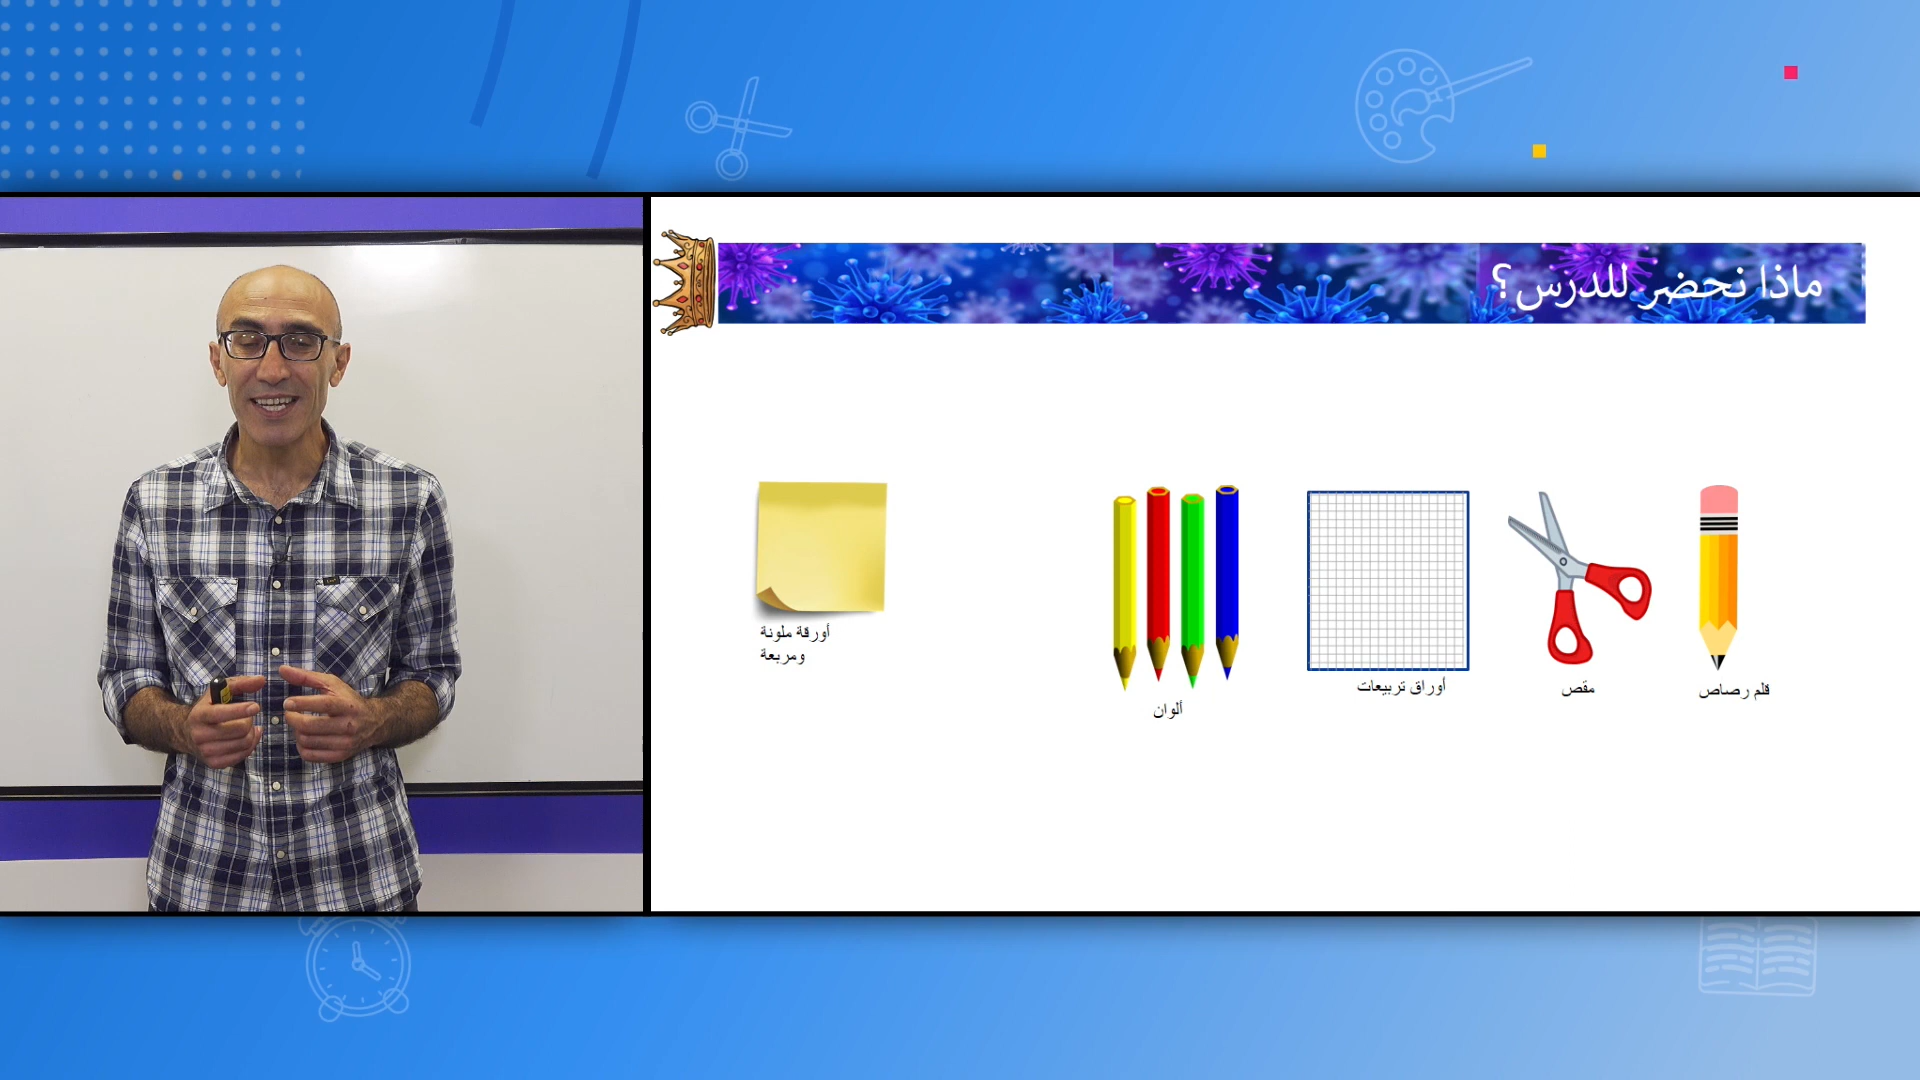 ماذا نحضر للدرس؟
قلم رصاص
مقص
أوراق تربيعات
ألوان
أورقة ملونة
ومربعة